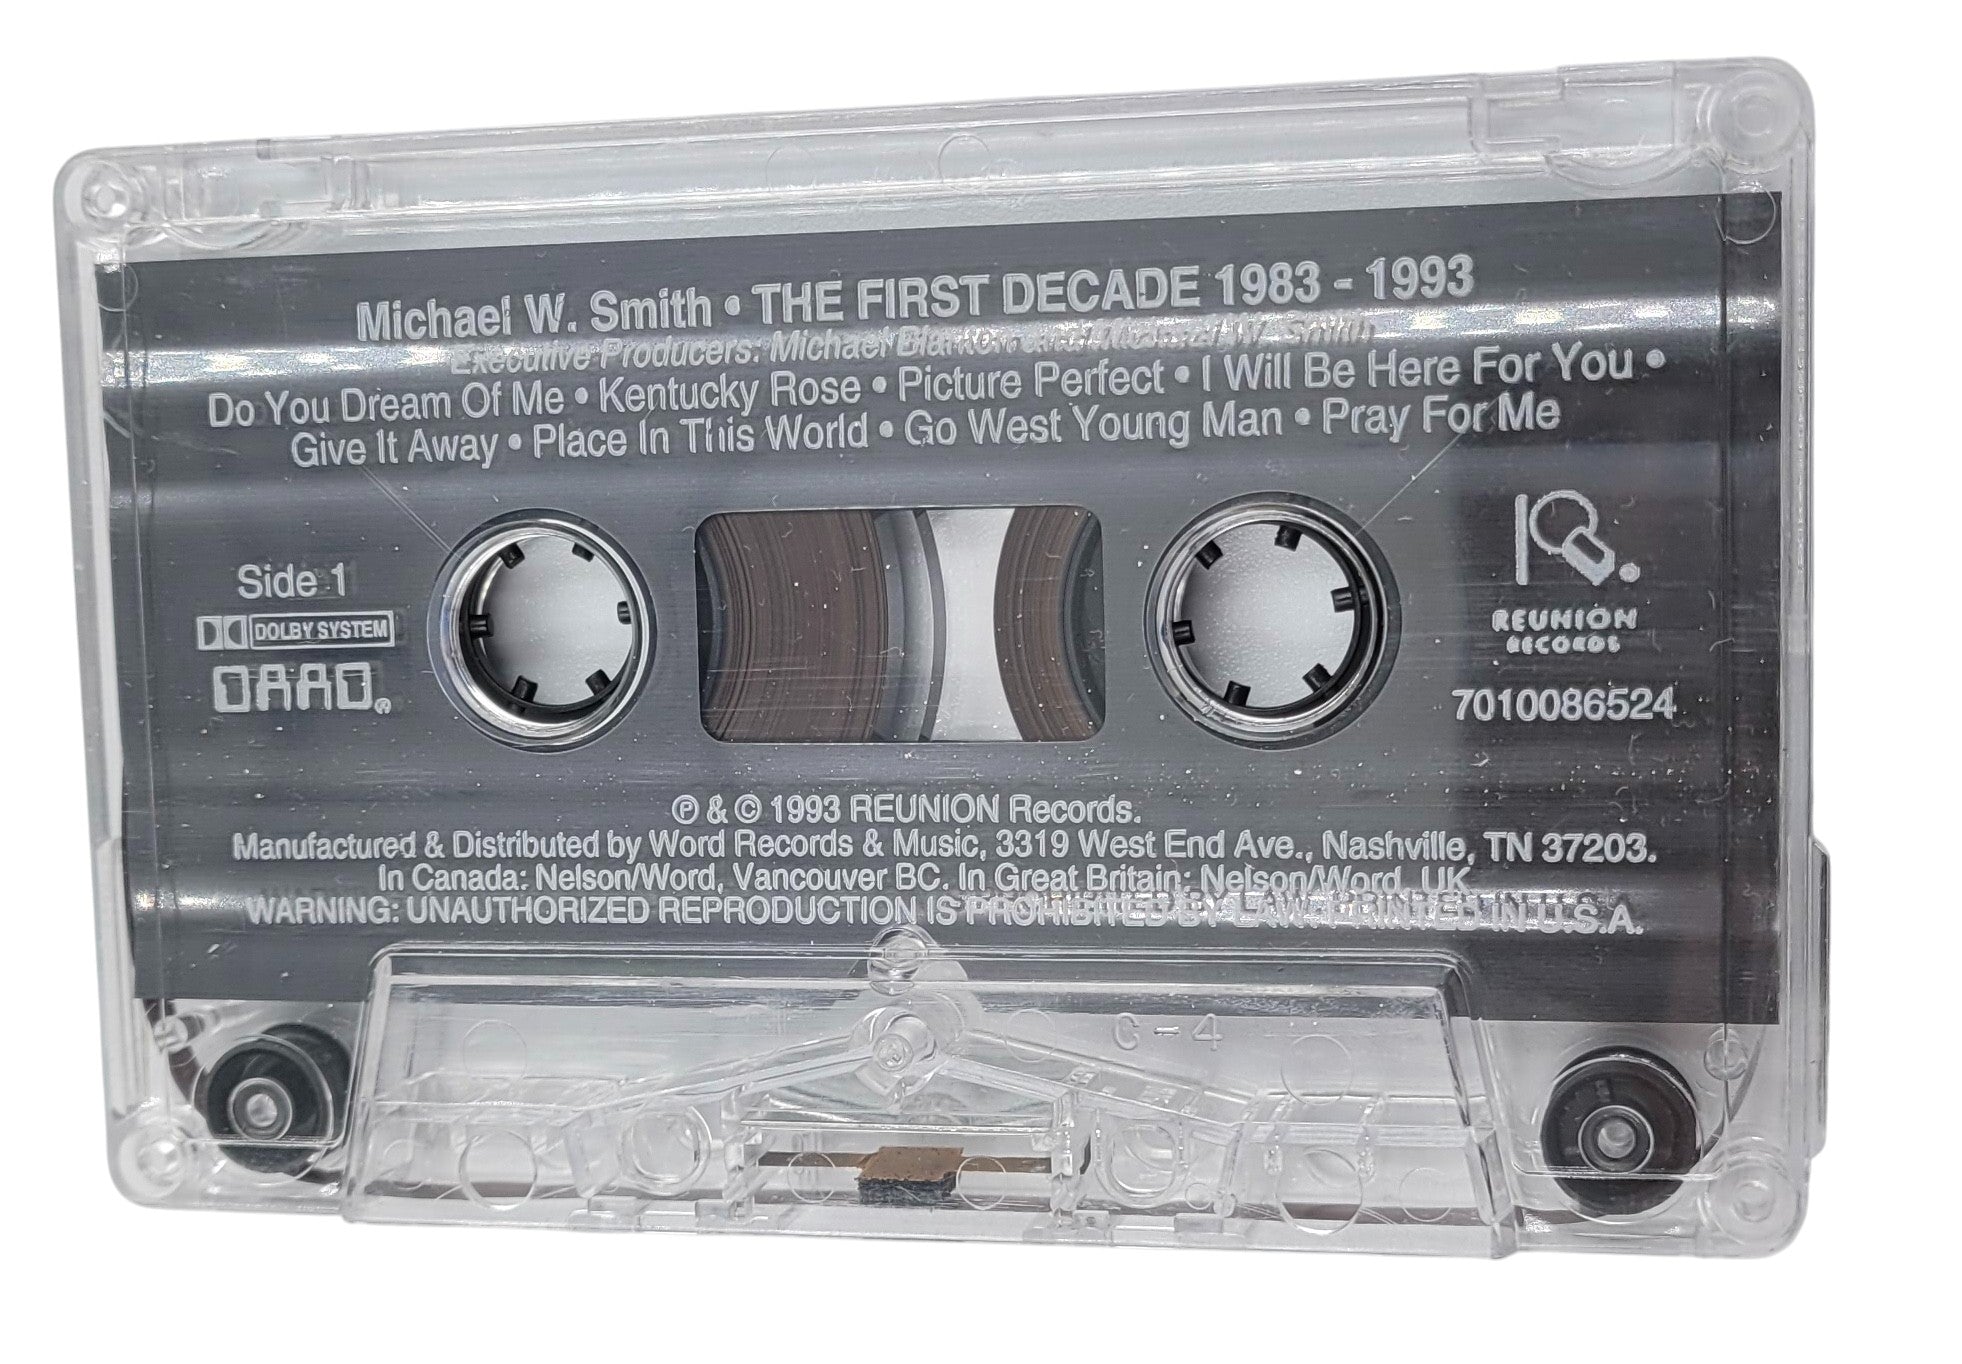 Michael W. Smith • THE FIRST DECADE 1983 - 1993
Executive Producers: Michael Blanton and Michael W. Smith
Do You Dream Of Me • Kentucky Rose • Picture Perfect • I Will Be Here For You •
Give It Away • Place In This World • Go West Young Man • Pray For Me
Side 1
DOLBY SYSTEM
REUNION
RECORDS
7010086524
℗ & © 1993 REUNION Records.
Manufactured & Distributed by Word Records & Music, 3319 West End Ave., Nashville, TN 37203.
In Canada: Nelson/Word, Vancouver BC. In Great Britain: Nelson/Word, UK.
WARNING: UNAUTHORIZED REPRODUCTION IS PROHIBITED BY LAW. PRINTED IN U.S.A.
C-4